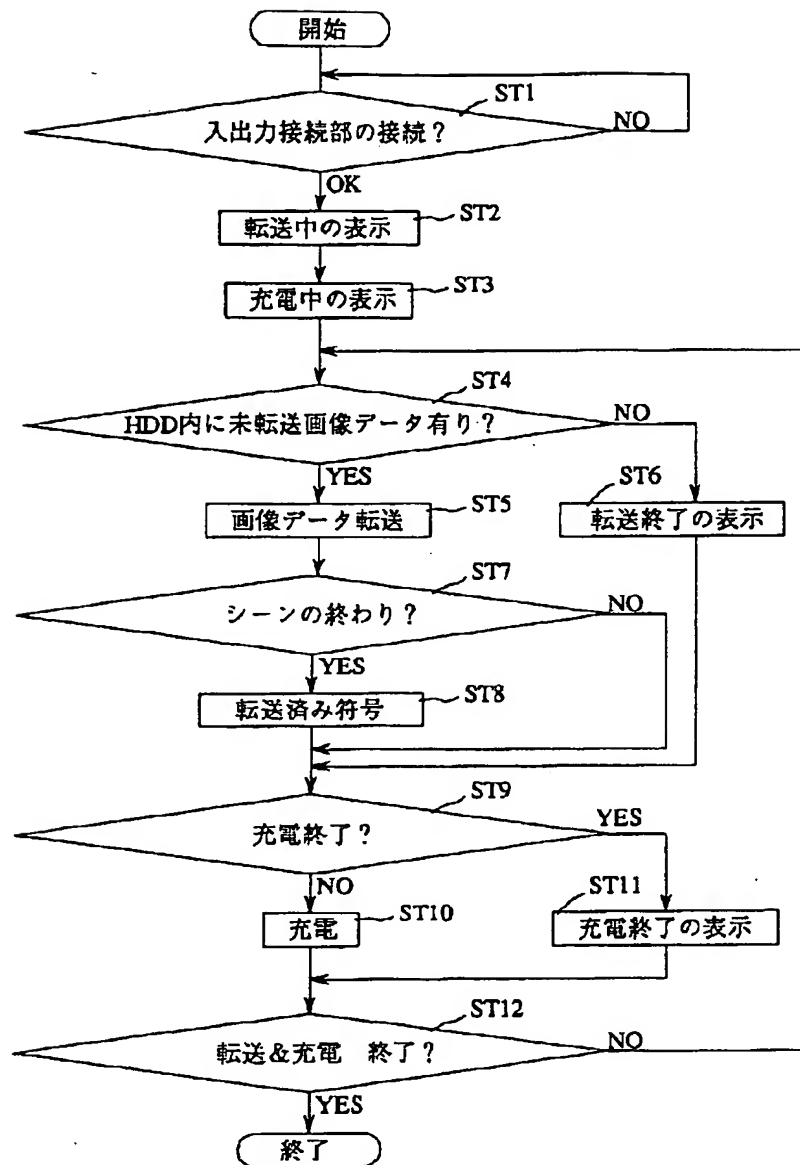 開始
ST1
入出力接続部の接続?
NO
OK
ST2
転送中の表示
ST3
充電中の表示
ST4
HDD内に未転送画像データ有り?
NO
YES
ST5
画像データ転送
ST6
転送終了の表示
ST7
シーンの終わり?
NO
YES
ST8
転送済み符号
ST9
充電終了?
YES
NO
ST10
充電
ST11
充電終了の表示
ST12
転送&充電 終了?
NO
YES
終了